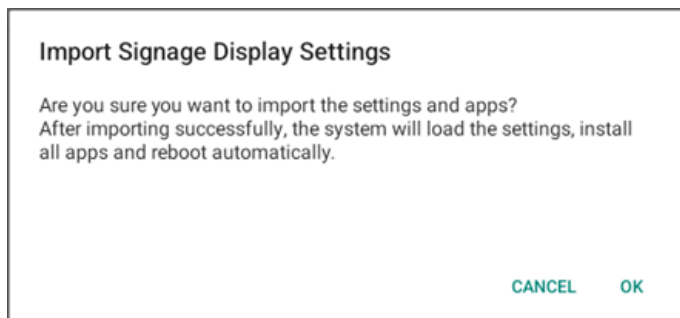 Import Signage Display Settings
Are you sure you want to import the settings and apps?
After importing successfully, the system will load the settings, install
all apps and reboot automatically.
CANCEL OK